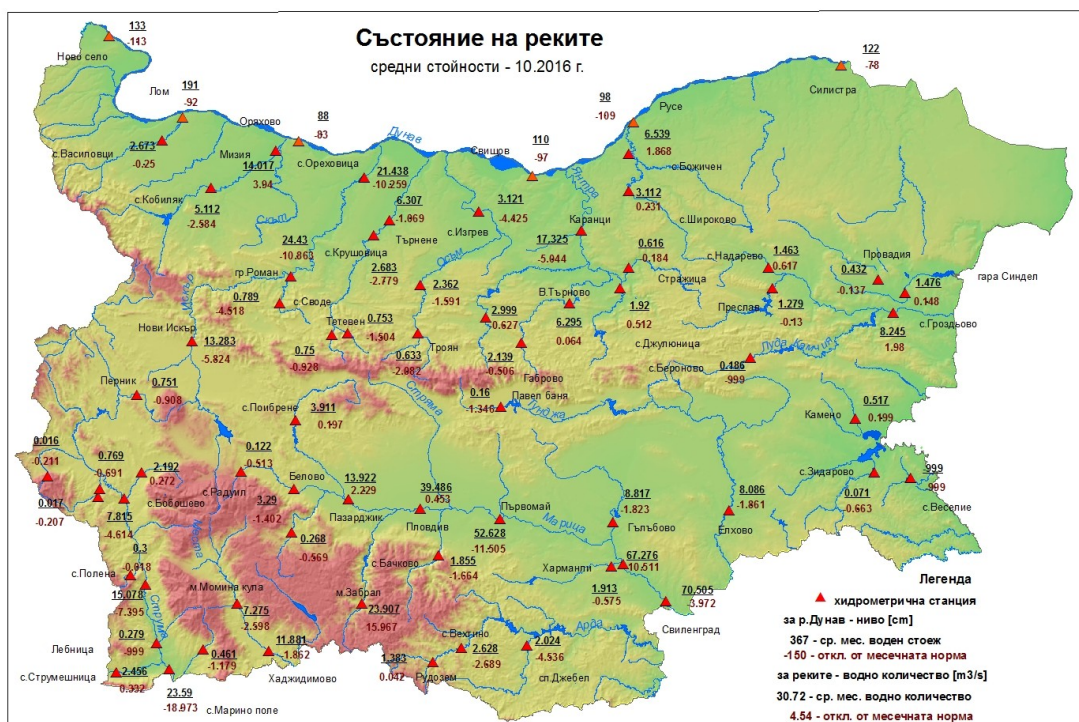 Състояние на реките
средни стойности - 10.2016 г.
133
-113
Ново село
122
-78
Силистра
191
-92
Лом
Оряхово
88
-83
Дунав
98
-109
Русе
Свищов
110
-97
6.539
1.868
с.Божичен
с.Василовци
2.673
-0.25
Мизия
14.017
3.94
с.Ореховица
21.438
-10.259
Янтра
3.112
0.231
с.Широково
с.Кобиляк
5.112
-2.584
Скът
6.307
-1.069
Търнене
с.Изгрев
3.121
-4.425
Каранци
17.325
-5.044
24.43
-10.863
с.Крушовица
2.683
-2.779
Осъм
0.616
0.184
Стражица
с.Надарево
1.463
0.617
Провадия
0.432
-0.137
гара Синдел
1.476
0.148
гр.Роман
Искър
0.789
-4.518
с.Своде
2.362
-1.591
В.Търново
6.295
0.064
1.92
0.512
с.Джулюница
Преслав
1.279
-0.13
с.Гроздьово
8.245
1.98
Нови Искър
13.283
-5.824
Тетевен
0.753
-1.504
0.75
-0.928
2.999
0.627
Троян
0.633
-2.082
2.139
-0.506
Габрово
с.Бероново
0.186
-999
Луда Камчия
Перник
0.751
-0.908
с.Поибрене
3.911
0.197
Стряма
0.16
-1.346
Павел баня
Тунджа
Камено
0.517
0.199
0.016
-0.211
0.769
-0.691
2.192
0.272
0.122
0.513
с.Радуил
Белово
13.922
2.229
Пазарджик
39.486
0.453
Пловдив
Първомай
52.628
-11.505
Марица
8.817
-1.823
Гълъбово
8.086
-1.861
Елхово
с.Зидарово
0.071
-0.663
999
-999
с.Веселие
0.017
-0.207
7.815
-4.614
с.Бобошево
3.29
-1.402
0.268
-0.569
Места
с.Бачково
1.855
-1.664
Харманли
67.276
-10.511
1.913
-0.575
70.505
-3.972
Свиленград
0.3
-0.018
с.Полена
15.078
-7.395
м.Момина кула
7.275
-2.598
м.Забрал
23.907
15.967
Струма
Лебница
0.279
-999
0.461
-1.179
11.881
-1.862
Хаджидимово
с.Вехтино
2.628
-2.689
Арда
2.024
-4.536
сп.Джебел
1.383
0.042
Рудозем
с.Струмешница
2.456
0.332
23.59
-18.973
с.Марино поле
Легенда
хидрометрична станция
за р.Дунав - ниво [cm]
367 - ср. мес. воден стоеж
-150 - откл. от месечната норма
за реките - водно количество [m3/s]
30.72 - ср. мес. водно количество
4.54 - откл. от месечната норма